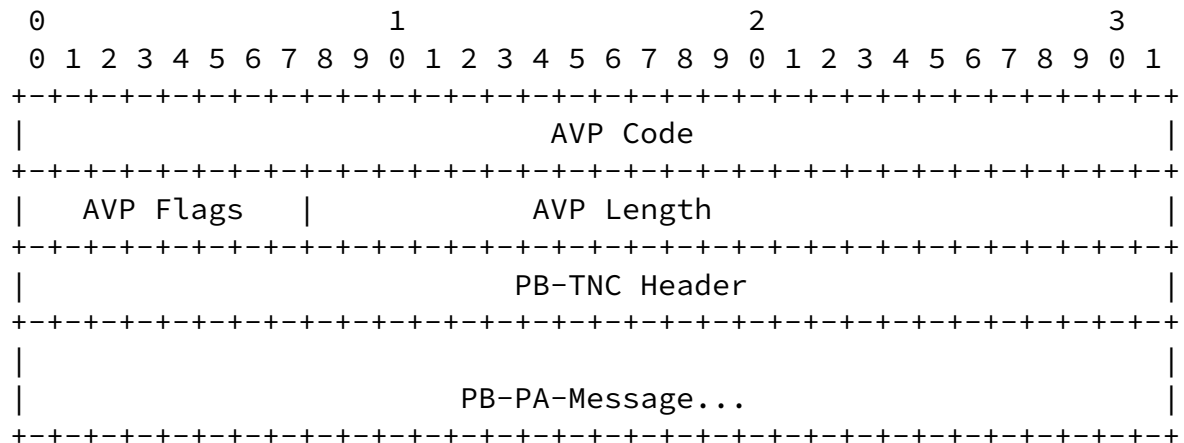 0                   1                   2                   3
 0 1 2 3 4 5 6 7 8 9 0 1 2 3 4 5 6 7 8 9 0 1 2 3 4 5 6 7 8 9 0 1
+-+-+-+-+-+-+-+-+-+-+-+-+-+-+-+-+-+-+-+-+-+-+-+-+-+-+-+-+-+-+-+-+
|                             AVP Code                          |
+-+-+-+-+-+-+-+-+-+-+-+-+-+-+-+-+-+-+-+-+-+-+-+-+-+-+-+-+-+-+-+-+
|   AVP Flags   |            AVP Length                         |
+-+-+-+-+-+-+-+-+-+-+-+-+-+-+-+-+-+-+-+-+-+-+-+-+-+-+-+-+-+-+-+-+
|                           PB-TNC Header                       |
+-+-+-+-+-+-+-+-+-+-+-+-+-+-+-+-+-+-+-+-+-+-+-+-+-+-+-+-+-+-+-+-+
|                                                               |
|                        PB-PA-Message...                       |
+-+-+-+-+-+-+-+-+-+-+-+-+-+-+-+-+-+-+-+-+-+-+-+-+-+-+-+-+-+-+-+-+